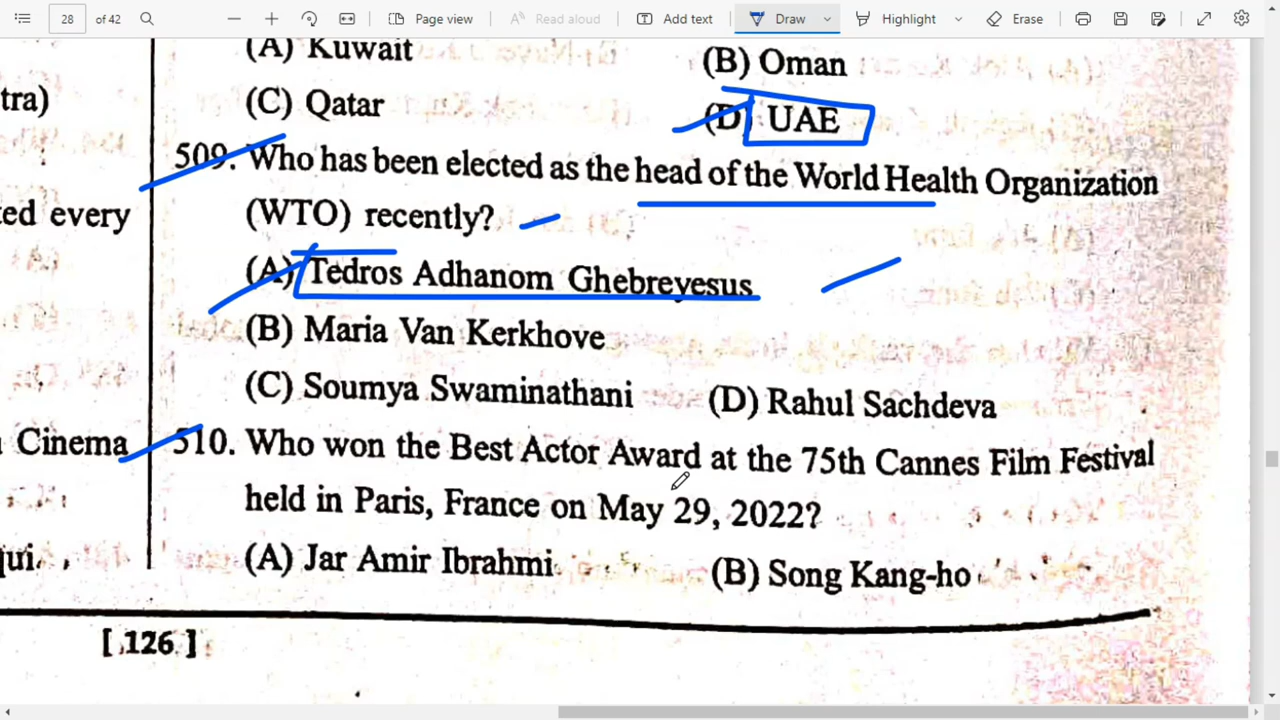 28 of 42 Page view Read aloud Add text Draw Highlight Erase
(A) Kuwait (B) Oman
tra) (C) Qatar (D) UAE
509. Who has been elected as the head of the World Health Organization
ted every (WTO) recently?
(A) Tedros Adhanom Ghebreyesus
(B) Maria Van Kerkhove
(C) Soumya Swaminathani (D) Rahul Sachdeva
Cinema 510. Who won the Best Actor Award at the 75th Cannes Film Festival
held in Paris, France on May 29, 2022?
qui. (A) Jar Amir Ibrahmi (B) Song Kang-ho
[ 126 ]